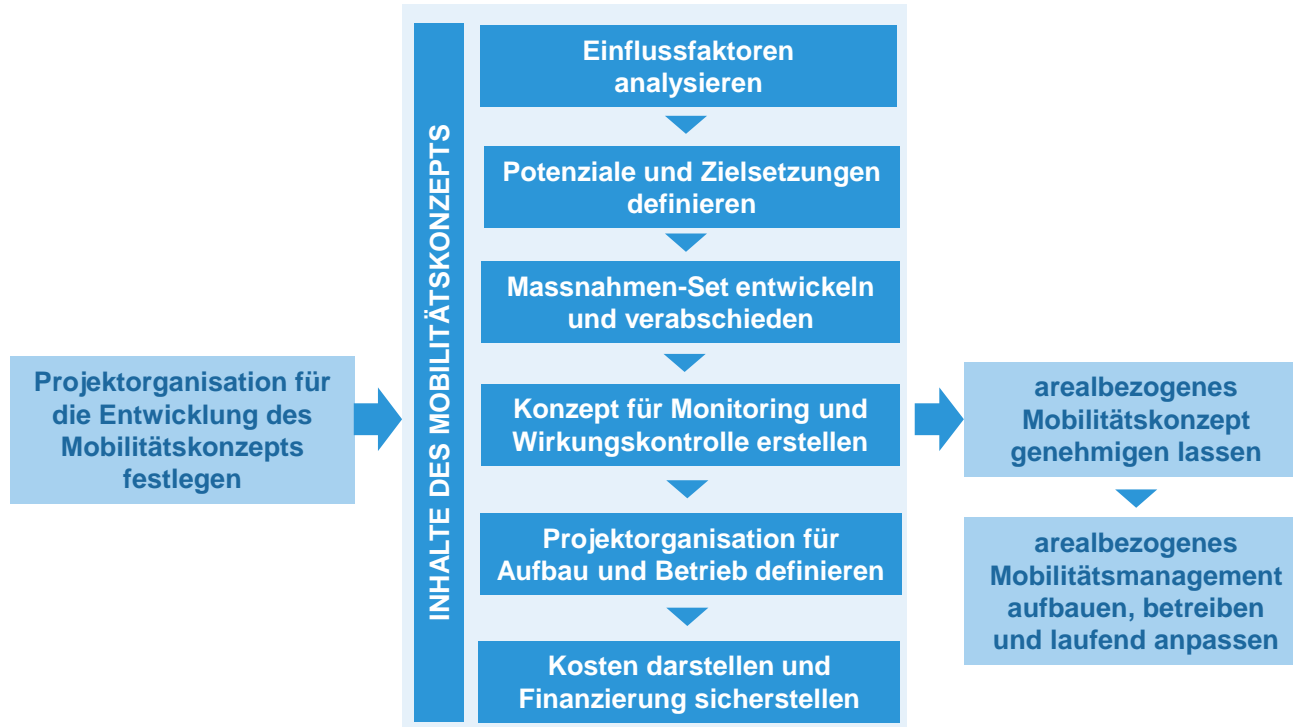 Projektorganisation für
die Entwicklung des
Mobilitätskonzepts
festlegen
INHALTE DES MOBILITÄTSKONZEPTS
Einflussfaktoren
analysieren
Potenziale und Zielsetzungen
definieren
Massnahmen-Set entwickeln
und verabschieden
Konzept für Monitoring und
Wirkungskontrolle erstellen
Projektorganisation für
Aufbau und Betrieb definieren
Kosten darstellen und
Finanzierung sicherstellen
arealbezogenes
Mobilitätskonzept
genehmigen lassen
arealbezogenes
Mobilitätsmanagement
aufbauen, betreiben
und laufend anpassen